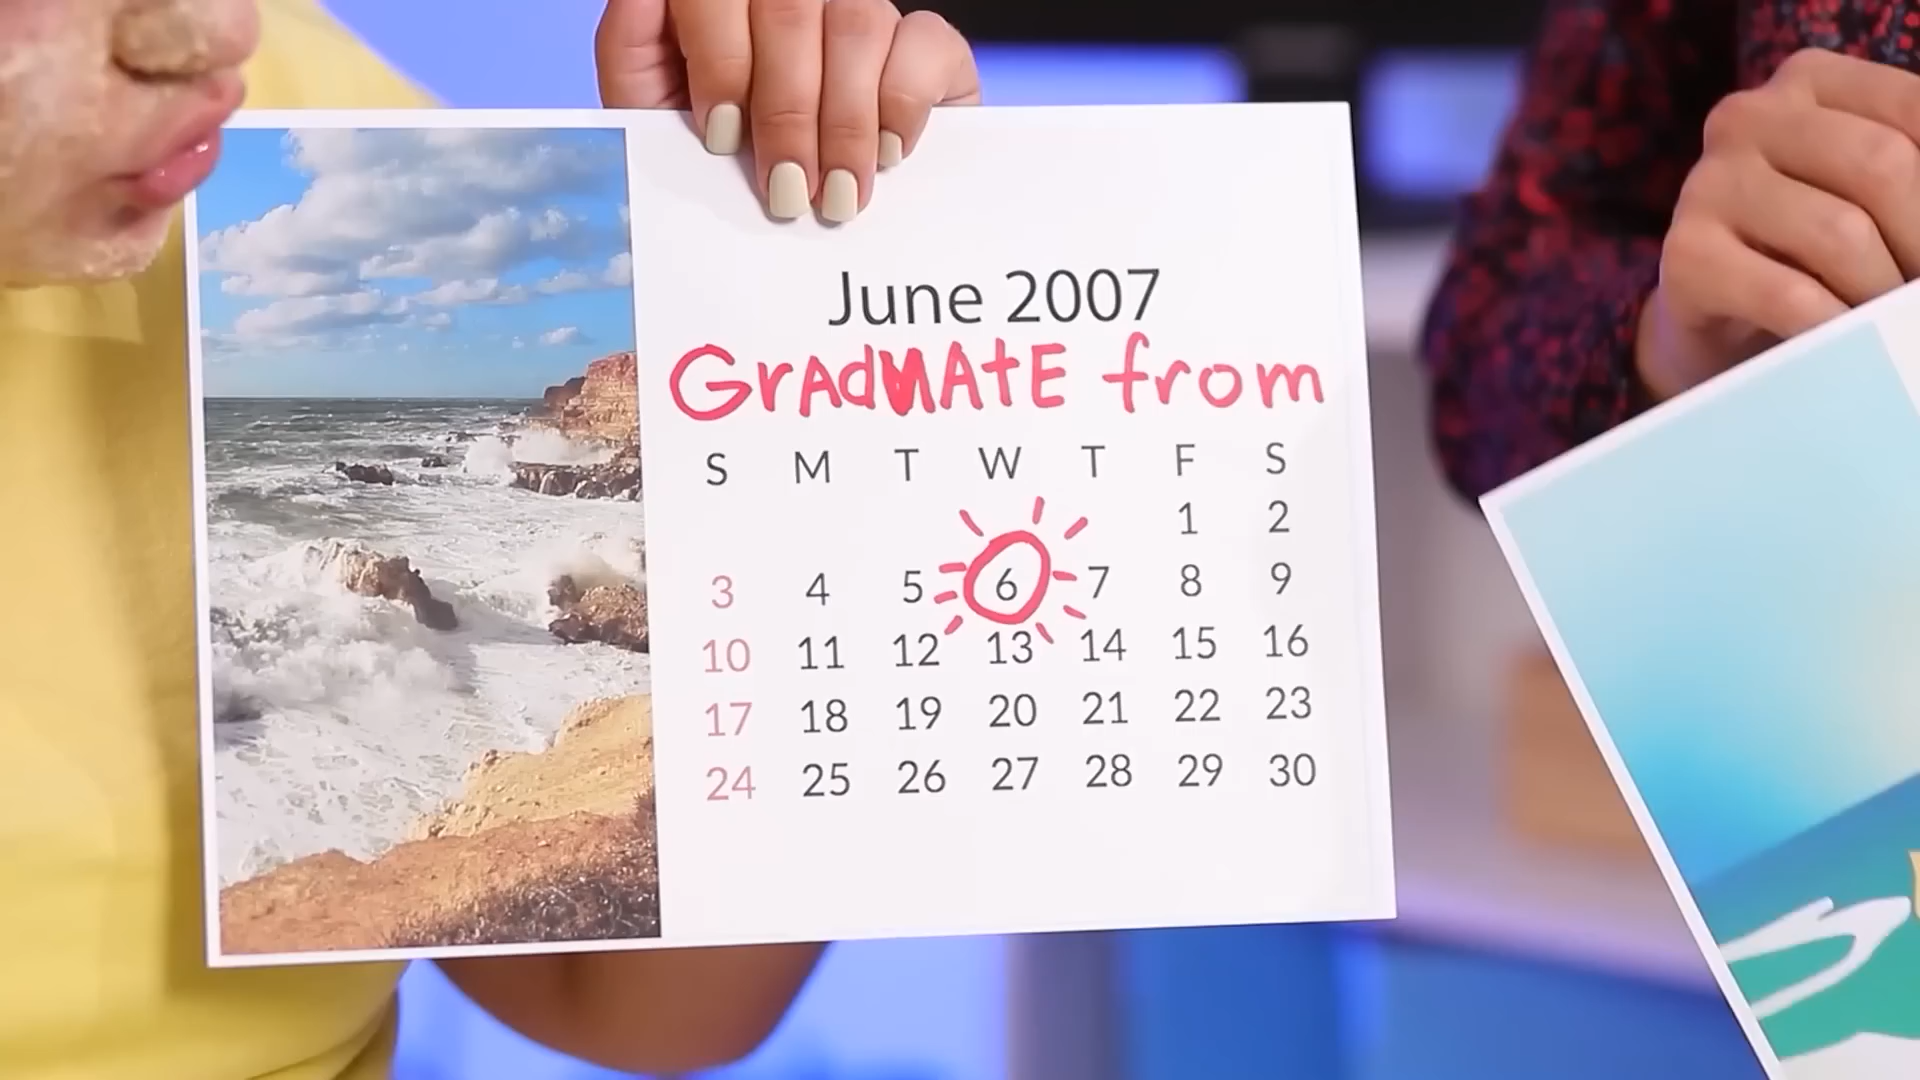 June 2007
GrAdUAtE from
S M T W T F S
1 2
3 4 5 6 7 8 9
10 11 12 13 14 15 16
17 18 19 20 21 22 23
24 25 26 27 28 29 30